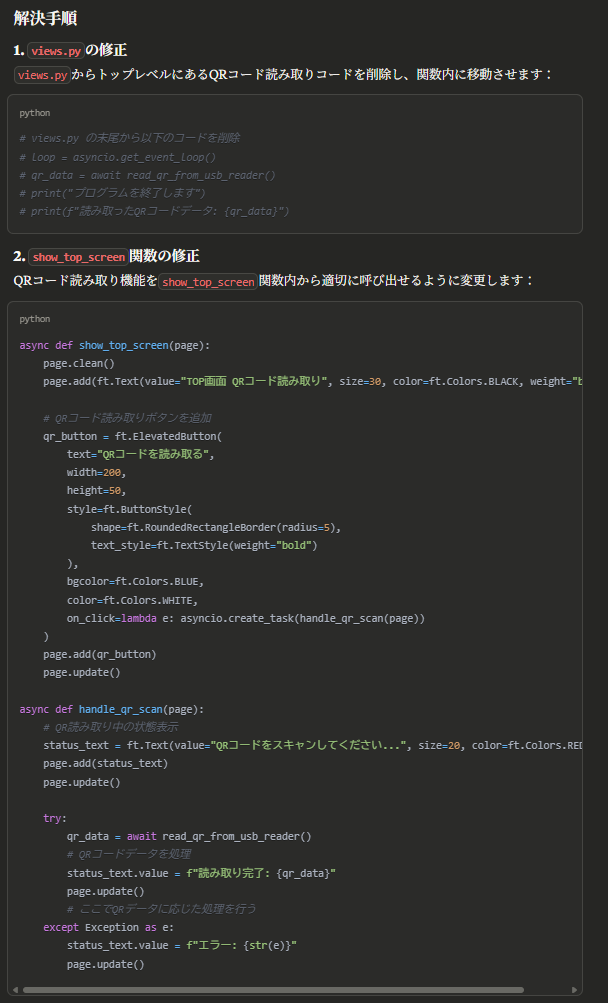 解決手順
1. views.py の修正
views.py からトップレベルにあるQRコード読み取りコードを削除し、関数内に移動させます：
python
# views.py の末尾から以下のコードを削除
# loop = asyncio.get_event_loop()
# qr_data = await read_qr_from_usb_reader()
# print("プログラムを終了します")
# print(f"読み取ったQRコードデータ: {qr_data}")
2. show_top_screen 関数の修正
QRコード読み取り機能を show_top_screen 関数内から適切に呼び出せるように変更します：
python
async def show_top_screen(page):
    page.clean()
    page.add(ft.Text(value="TOP画面 QRコード読み取り", size=30, color=ft.Colors.BLACK, weight="b
    # QRコード読み取りボタンを追加
    qr_button = ft.ElevatedButton(
        text="QRコードを読み取る",
        width=200,
        height=50,
        style=ft.ButtonStyle(
            shape=ft.RoundedRectangleBorder(radius=5),
            text_style=ft.TextStyle(weight="bold")
        ),
        bgcolor=ft.Colors.BLUE,
        color=ft.Colors.WHITE,
        on_click=lambda e: asyncio.create_task(handle_qr_scan(page))
    )
    page.add(qr_button)
    page.update()
async def handle_qr_scan(page):
    # QR読み取り中の状態表示
    status_text = ft.Text(value="QRコードをスキャンしてください...", size=20, color=ft.Colors.RED
    page.add(status_text)
    page.update()
    try:
        qr_data = await read_qr_from_usb_reader()
        # QRコードデータを処理
        status_text.value = f"読み取り完了: {qr_data}"
        page.update()
        # ここでQRデータに応じた処理を行う
    except Exception as e:
        status_text.value = f"エラー: {str(e)}"
        page.update()